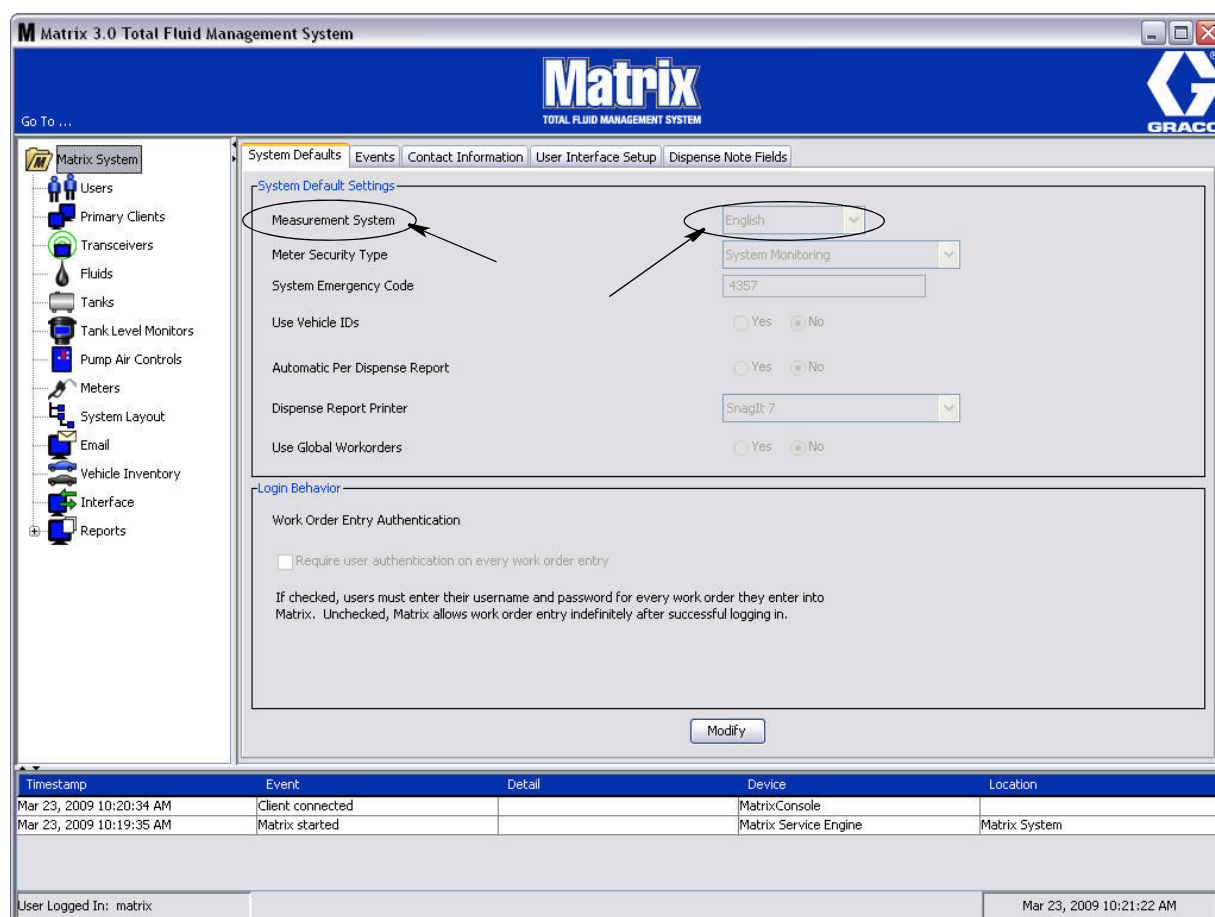 Matrix 3.0 Total Fluid Management System
Matrix
TOTAL FLUID MANAGEMENT SYSTEM
Go To ...
GRACO
Matrix System
Users
Primary Clients
Transceivers
Fluids
Tanks
Tank Level Monitors
Pump Air Controls
Meters
System Layout
Email
Vehicle Inventory
Interface
Reports
System Defaults Events Contact Information User Interface Setup Dispense Note Fields
System Default Settings
Measurement System English
Meter Security Type System Monitoring
System Emergency Code 4357
Use Vehicle IDs Yes No
Automatic Per Dispense Report Yes No
Dispense Report Printer SnagIt 7
Use Global Workorders Yes No
Login Behavior
Work Order Entry Authentication
Require user authentication on every work order entry
If checked, users must enter their username and password for every work order they enter into
Matrix. Unchecked, Matrix allows work order entry indefinitely after successful logging in.
Modify
Timestamp Event Detail Device Location
Mar 23, 2009 10:20:34 AM Client connected MatrixConsole
Mar 23, 2009 10:19:35 AM Matrix started Matrix Service Engine Matrix System
User Logged In: matrix Mar 23, 2009 10:21:22 AM